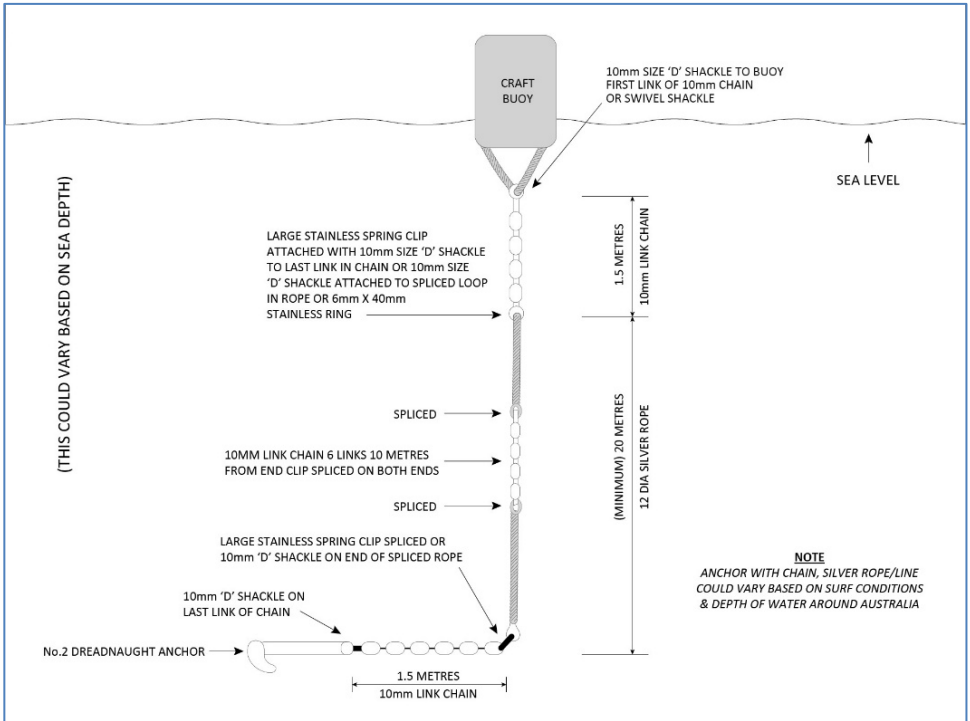 CRAFT
BUOY
10mm SIZE ‘D’ SHACKLE TO BUOY
FIRST LINK OF 10mm CHAIN
OR SWIVEL SHACKLE
SEA LEVEL
(THIS COULD VARY BASED ON SEA DEPTH)
LARGE STAINLESS SPRING CLIP
ATTACHED WITH 10mm SIZE ‘D’ SHACKLE
TO LAST LINK IN CHAIN OR 10mm SIZE
‘D’ SHACKLE ATTACHED TO SPLICED LOOP
IN ROPE OR 6mm X 40mm
STAINLESS RING
1.5 METRES
10mm LINK CHAIN
SPLICED
10MM LINK CHAIN 6 LINKS 10 METRES
FROM END CLIP SPLICED ON BOTH ENDS
SPLICED
(MINIMUM) 20 METRES
12 DIA SILVER ROPE
LARGE STAINLESS SPRING CLIP SPLICED OR
10mm ‘D’ SHACKLE ON END OF SPLICED ROPE
NOTE
ANCHOR WITH CHAIN, SILVER ROPE/LINE
COULD VARY BASED ON SURF CONDITIONS
& DEPTH OF WATER AROUND AUSTRALIA
10mm ‘D’ SHACKLE ON
LAST LINK OF CHAIN
No.2 DREADNAUGHT ANCHOR
1.5 METRES
10mm LINK CHAIN